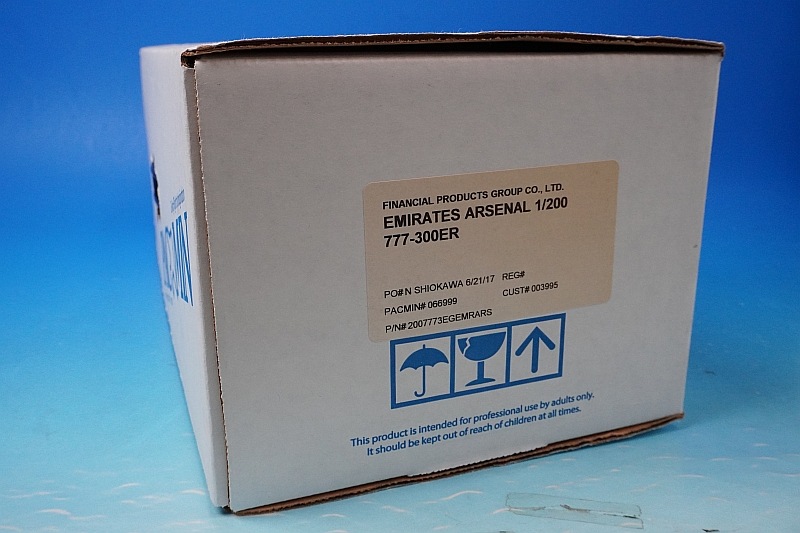 FINANCIAL PRODUCTS GROUP CO., LTD.
EMIRATES ARSENAL 1/200
777-300ER
PO# N SHIOKAWA 6/21/17 REG#
PACMIN# 066999 CUST# 003995
P/N# 2007773EGEMRARS
This product is intended for professional use by adults only.
It should be kept out of reach of children at all times.